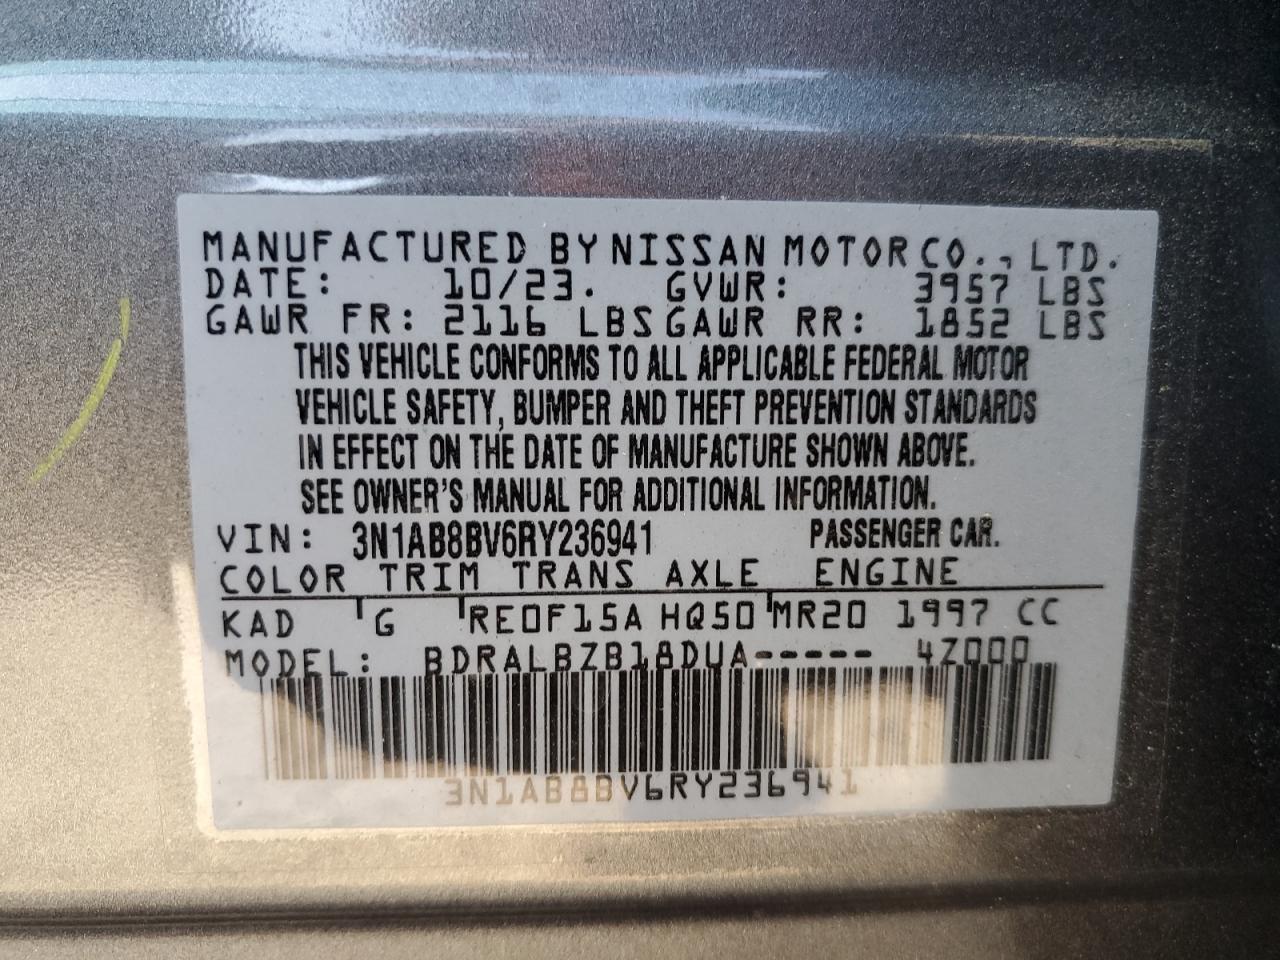 MANUFACTURED BY NISSAN MOTOR CO., LTD.
DATE: 10/23. GVWR: 3957 LBS
GAWR FR: 2116 LBS GAWR RR: 1852 LBS
THIS VEHICLE CONFORMS TO ALL APPLICABLE FEDERAL MOTOR
VEHICLE SAFETY, BUMPER AND THEFT PREVENTION STANDARDS
IN EFFECT ON THE DATE OF MANUFACTURE SHOWN ABOVE.
SEE OWNER'S MANUAL FOR ADDITIONAL INFORMATION.
VIN: 3N1AB8BV6RY236941 PASSENGER CAR.
COLOR TRIM TRANS AXLE ENGINE
KAD G RE0F15A HQ50 MR20 1997 CC
MODEL: BDRALBZB18DUA----- 4Z000
3N1AB8BV6RY236941